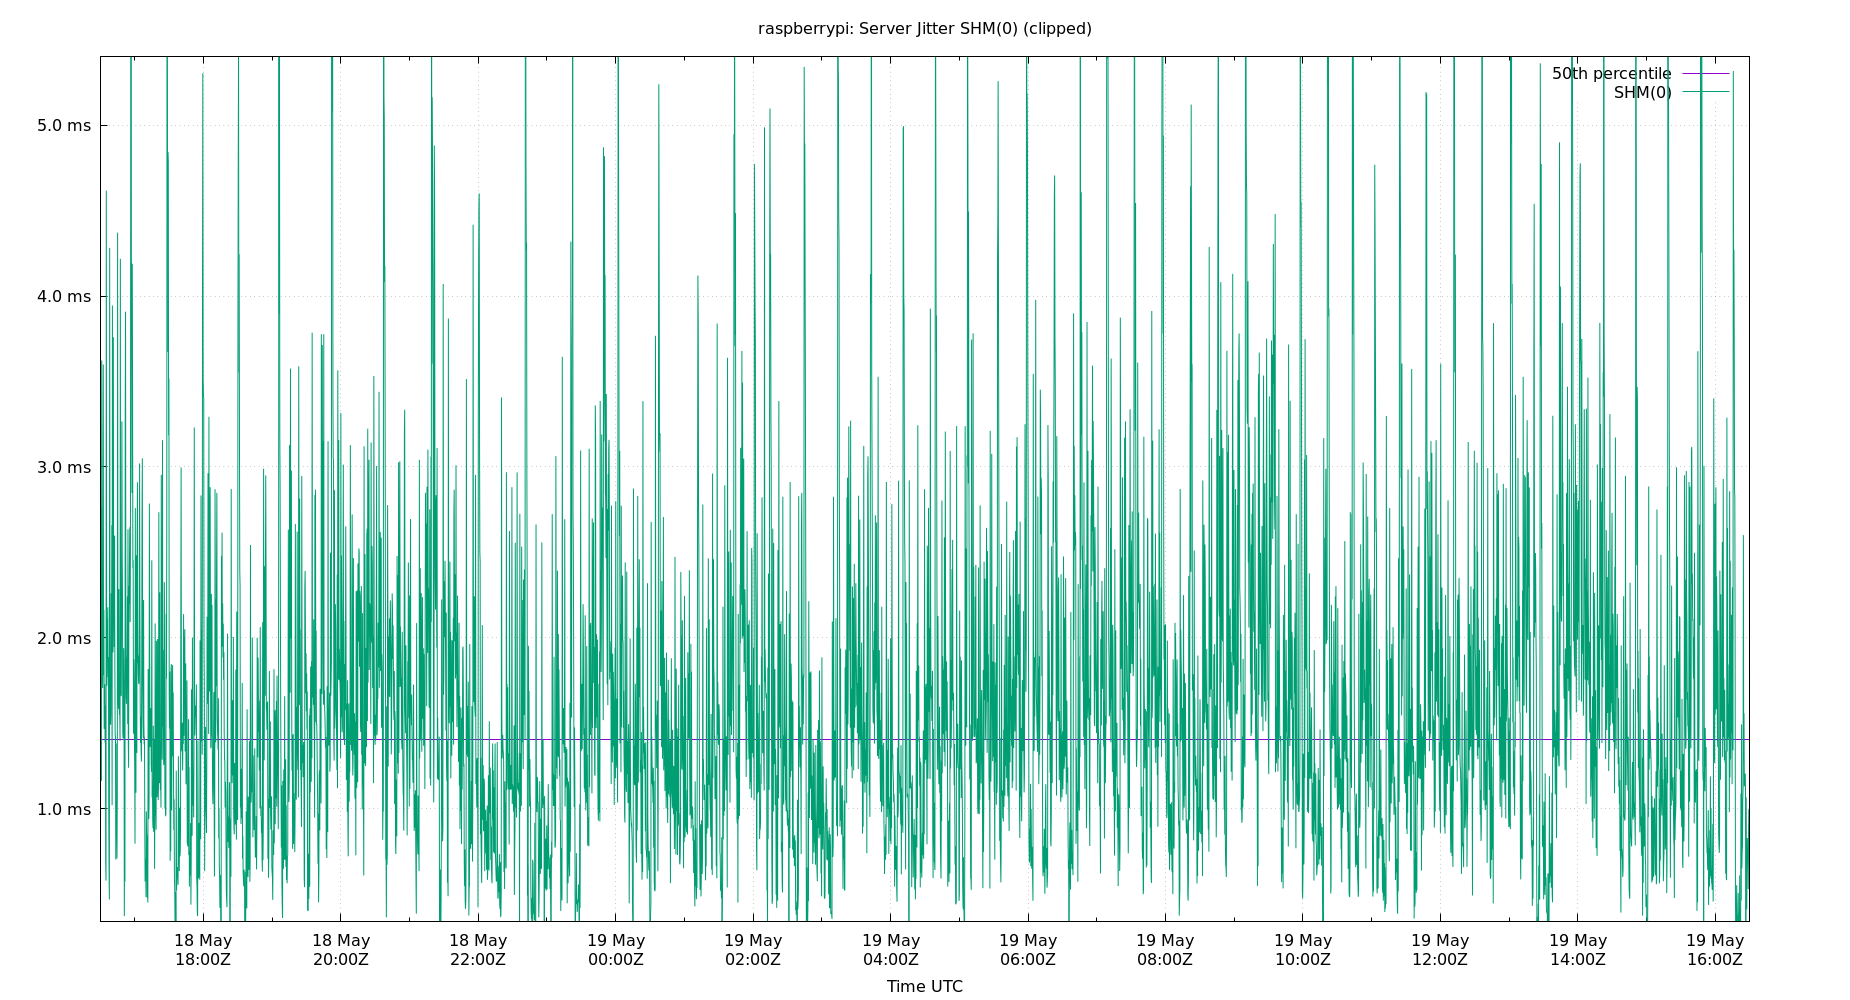 raspberrypi: Server Jitter SHM(0) (clipped)
50th percentile
SHM(0)
5.0 ms
4.0 ms
3.0 ms
2.0 ms
1.0 ms
18 May 18 May 18 May 19 May 19 May 19 May 19 May 19 May 19 May 19 May 19 May 19 May
18:00Z 20:00Z 22:00Z 00:00Z 02:00Z 04:00Z 06:00Z 08:00Z 10:00Z 12:00Z 14:00Z 16:00Z
Time UTC